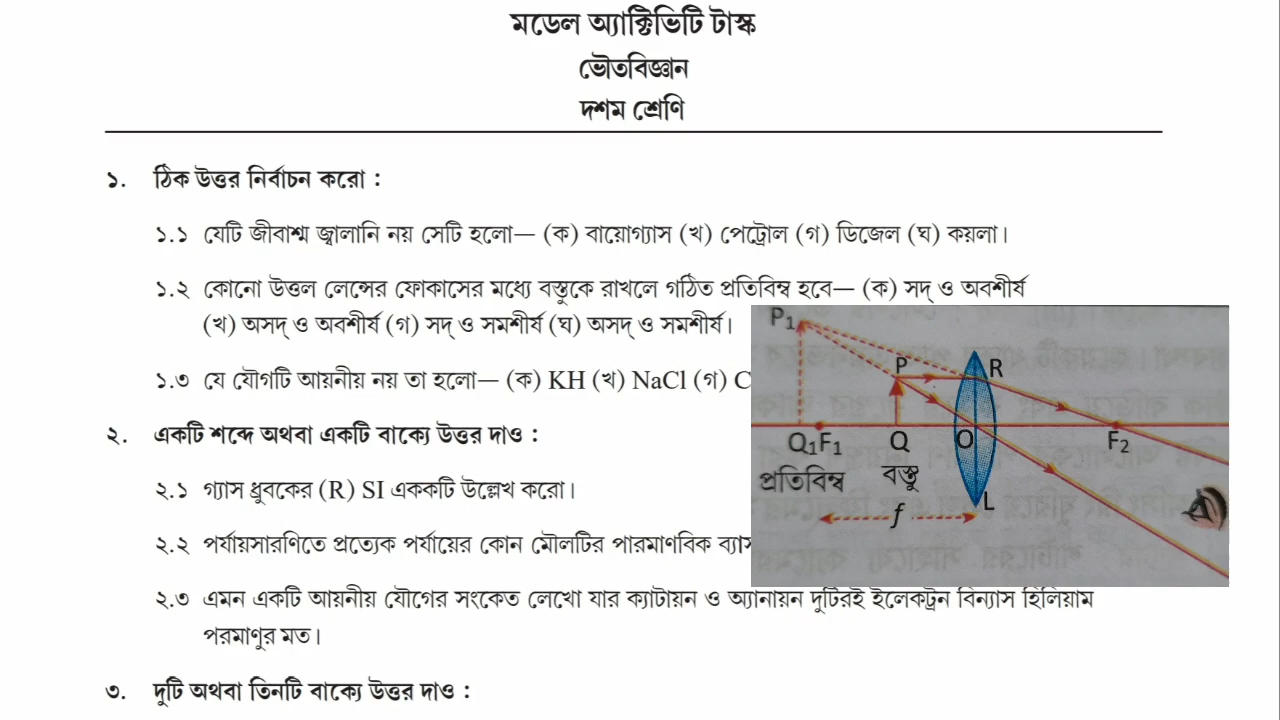 মডেল অ্যাক্টিভিটি টাস্ক
ভৌতবিজ্ঞান
দশম শ্রেণি
১. ঠিক উত্তর নির্বাচন করো :
১.১ যেটি জীবাশ্ম জ্বালানি নয় সেটি হলো— (ক) বায়োগ্যাস (খ) পেট্রোল (গ) ডিজেল (ঘ) কয়লা।
১.২ কোনো উত্তল লেন্সের ফোকাসের মধ্যে বস্তুকে রাখলে গঠিত প্রতিবিম্ব হবে— (ক) সদ্ ও অবশীর্ষ
(খ) অসদ্ ও অবশীর্ষ (গ) সদ্ ও সমশীর্ষ (ঘ) অসদ্ ও সমশীর্ষ।
১.৩ যে যৌগটি আয়নীয় নয় তা হলো— (ক) KH (খ) NaCl (গ) C
২. একটি শব্দে অথবা একটি বাক্যে উত্তর দাও :
২.১ গ্যাস ধ্রুবকের (R) SI এককটি উল্লেখ করো।
২.২ পর্যায়সারণিতে প্রত্যেক পর্যায়ের কোন মৌলটির পারমাণবিক ব্যাস
২.৩ এমন একটি আয়নীয় যৌগের সংকেত লেখো যার ক্যাটায়ন ও অ্যানায়ন দুটিরই ইলেকট্রন বিন্যাস হিলিয়াম
পরমাণুর মত।
৩. দুটি অথবা তিনটি বাক্যে উত্তর দাও :
P₁
P R
Q₁F₁ Q O F₂
প্রতিবিম্ব বস্তু
L
f